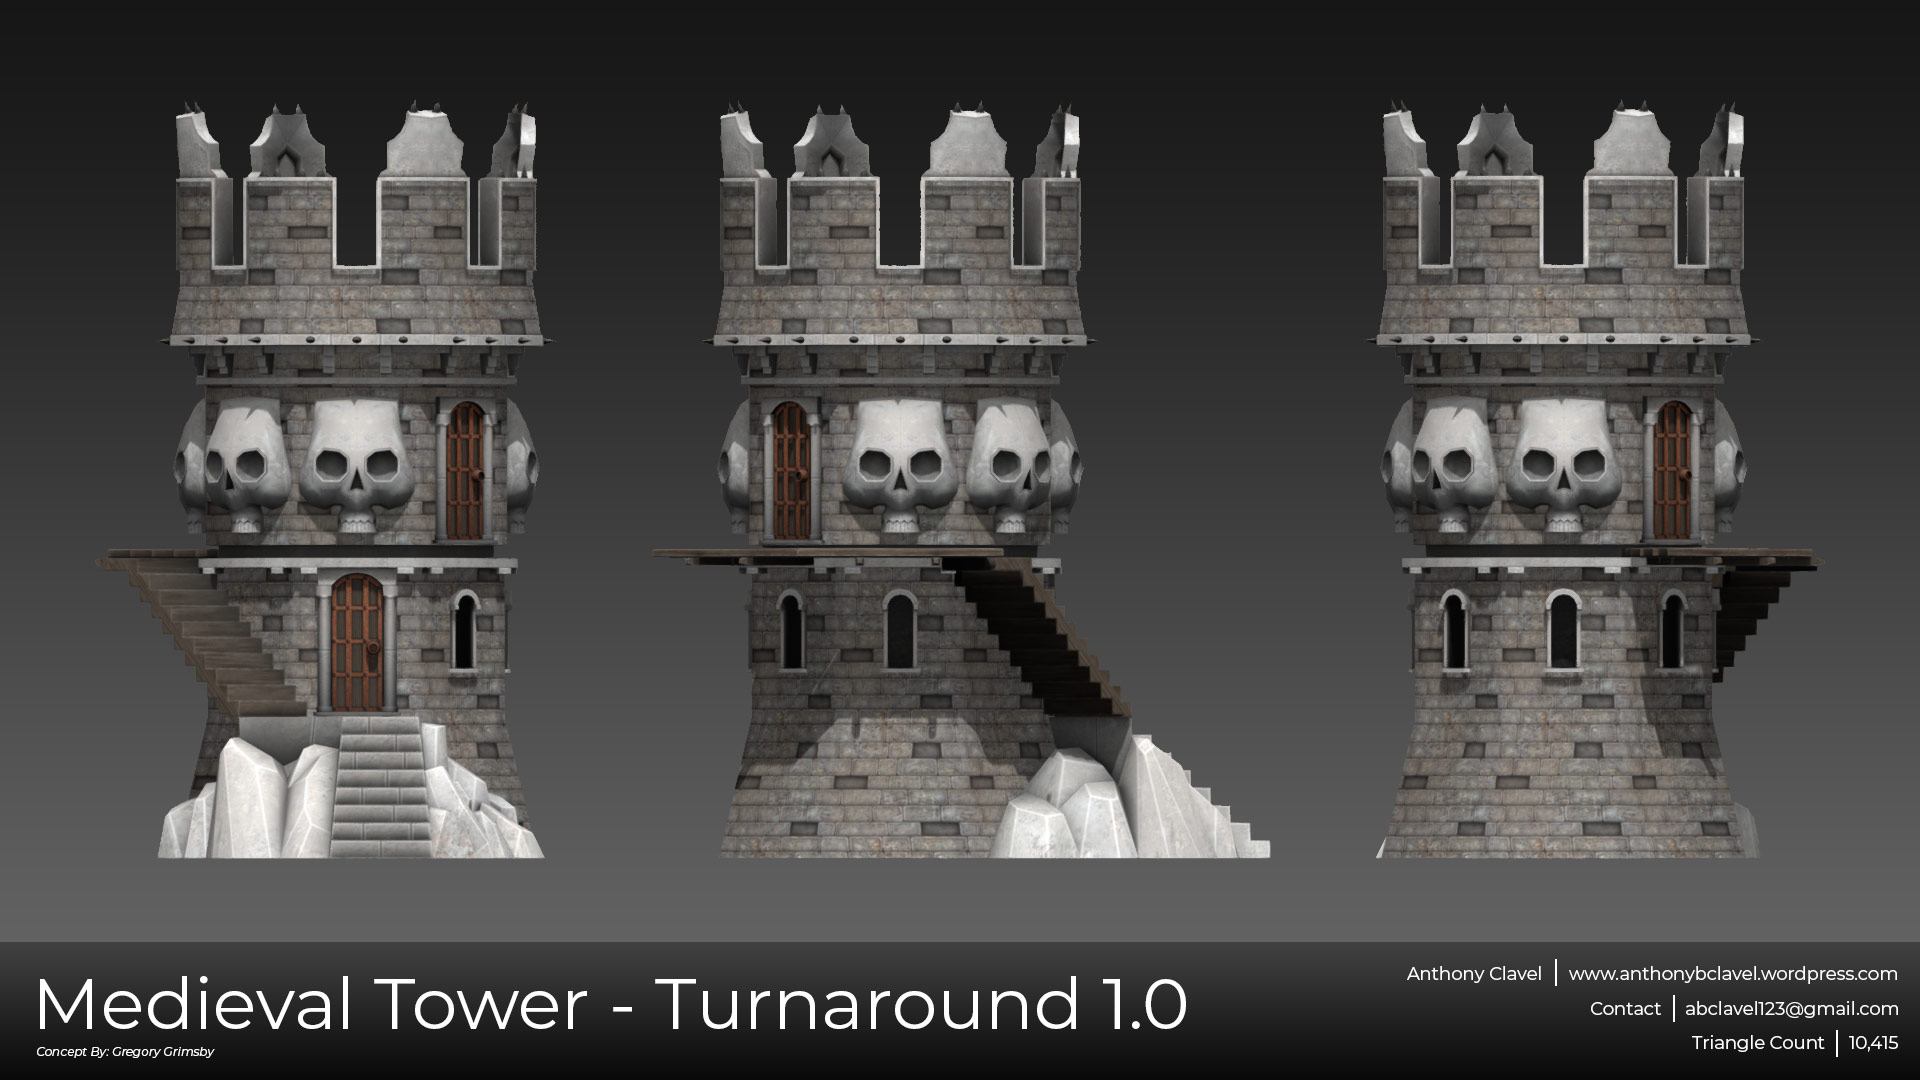 Medieval Tower - Turnaround 1.0
Concept By: Gregory Grimsby
Anthony Clavel | www.anthonybclavel.wordpress.com
Contact | abclavel123@gmail.com
Triangle Count | 10,415